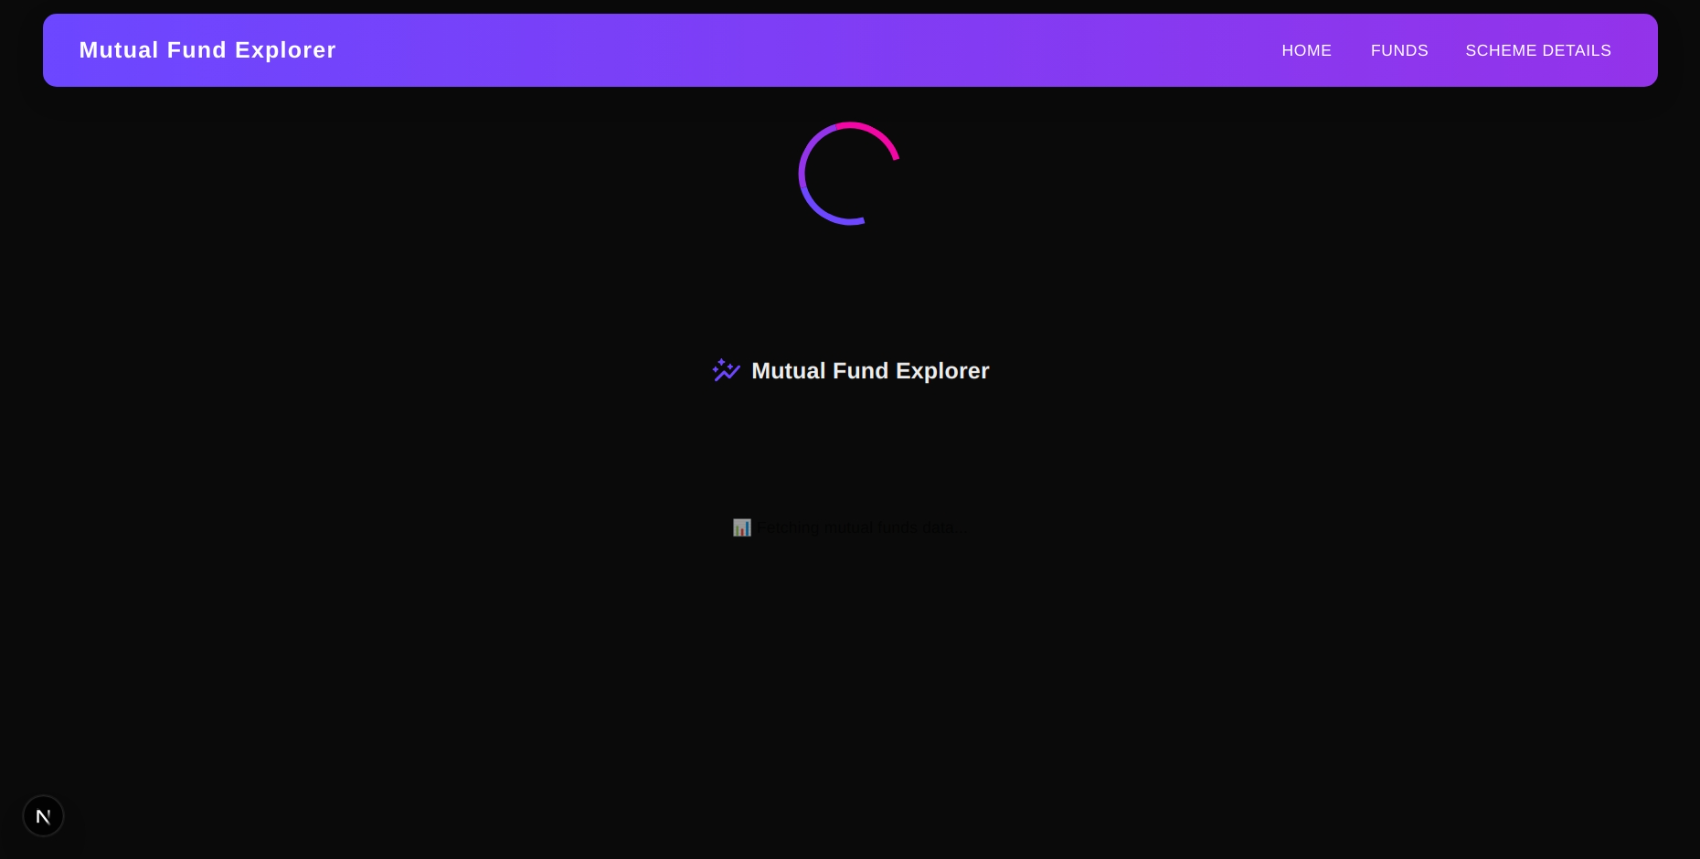 Mutual Fund Explorer
HOME FUNDS SCHEME DETAILS
Mutual Fund Explorer
📊 Fetching mutual funds data...
N